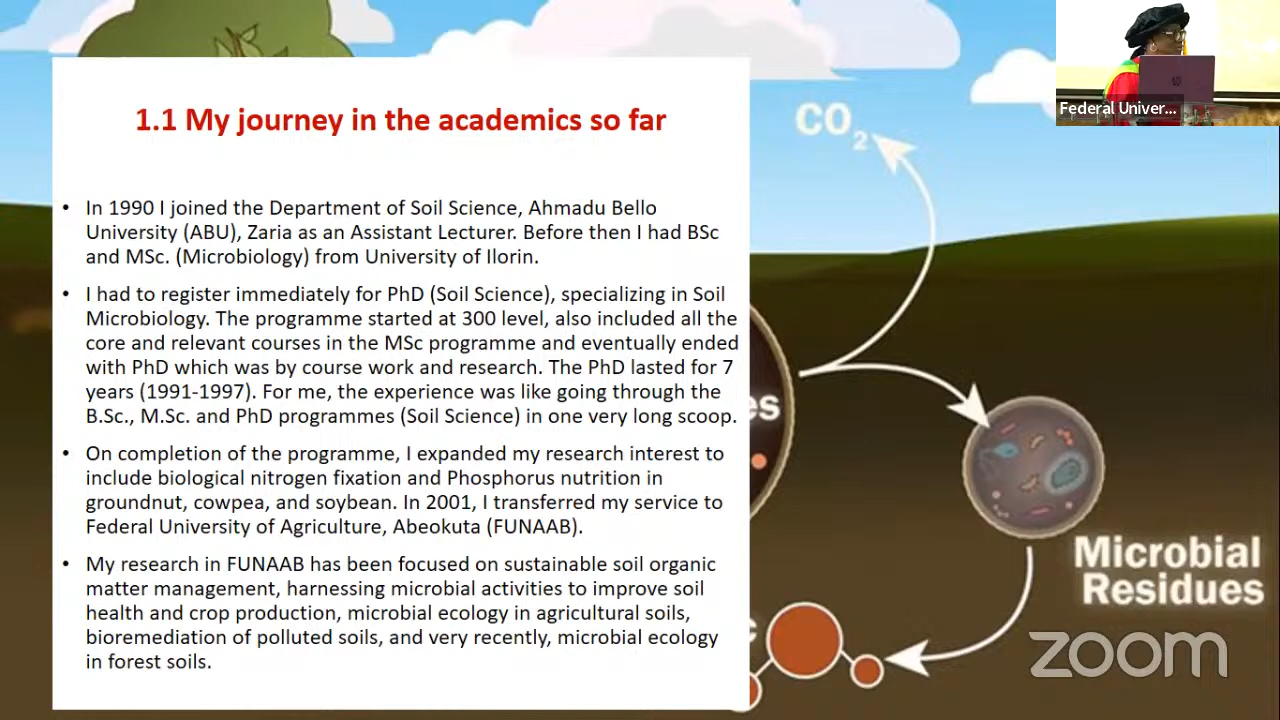 1.1 My journey in the academics so far
• In 1990 I joined the Department of Soil Science, Ahmadu Bello
University (ABU), Zaria as an Assistant Lecturer. Before then I had BSc
and MSc. (Microbiology) from University of Ilorin.
• I had to register immediately for PhD (Soil Science), specializing in Soil
Microbiology. The programme started at 300 level, also included all the
core and relevant courses in the MSc programme and eventually ended
with PhD which was by course work and research. The PhD lasted for 7
years (1991-1997). For me, the experience was like going through the
B.Sc., M.Sc. and PhD programmes (Soil Science) in one very long scoop.
• On completion of the programme, I expanded my research interest to
include biological nitrogen fixation and Phosphorus nutrition in
groundnut, cowpea, and soybean. In 2001, I transferred my service to
Federal University of Agriculture, Abeokuta (FUNAAB).
• My research in FUNAAB has been focused on sustainable soil organic
matter management, harnessing microbial activities to improve soil
health and crop production, microbial ecology in agricultural soils,
bioremediation of polluted soils, and very recently, microbial ecology
in forest soils.
CO2
es
Microbial
Residues
Federal Univer...
zoom